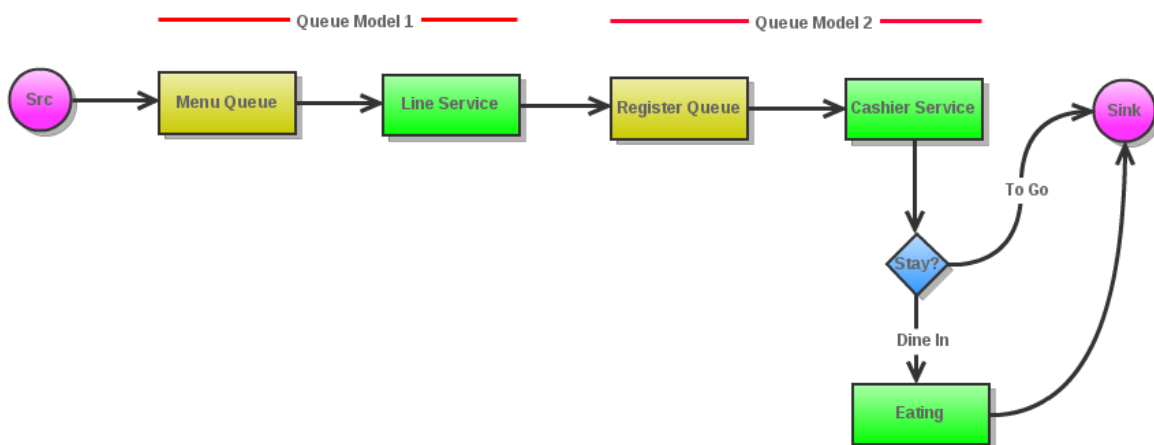 Queue Model 1
Queue Model 2
Src
Menu Queue
Line Service
Register Queue
Cashier Service
Sink
To Go
Stay?
Dine In
Eating